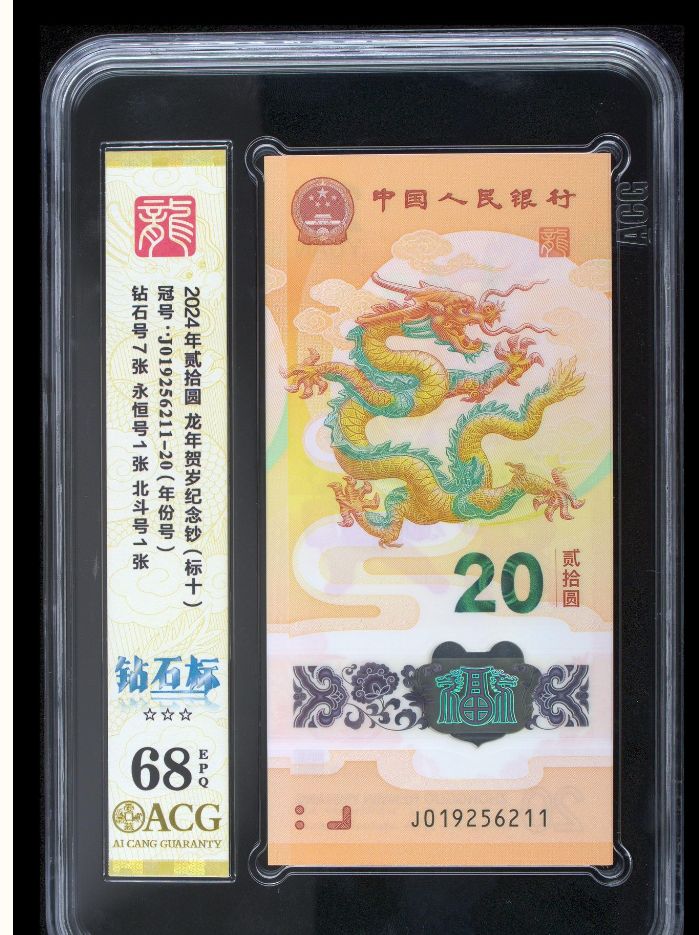 龍
2024年贰拾圆 龙年贺岁纪念钞（标十）
冠号：J019256211-20（年份号）
钻石号7张 永恒号1张 北斗号1张
钻石标
☆☆☆
68 EPQ
ACG
AI CANG GUARANTY
中国人民银行
龍
20
贰拾圆
福
J019256211
ACG